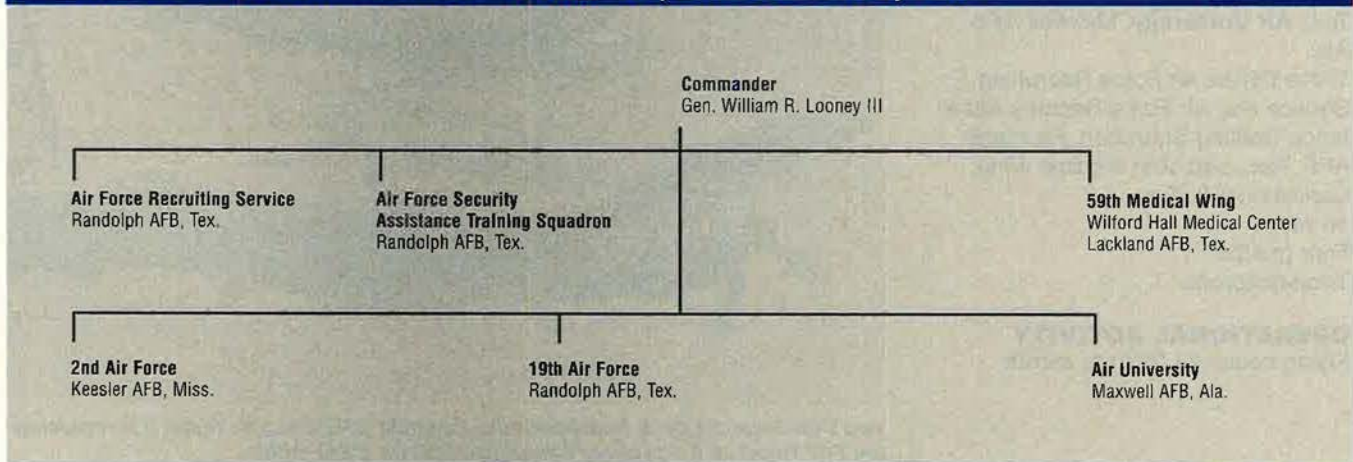 Commander
Gen. William R. Looney III
Air Force Recruiting Service
Randolph AFB, Tex.
Air Force Security
Assistance Training Squadron
Randolph AFB, Tex.
59th Medical Wing
Wilford Hall Medical Center
Lackland AFB, Tex.
2nd Air Force
Keesler AFB, Miss.
19th Air Force
Randolph AFB, Tex.
Air University
Maxwell AFB, Ala.